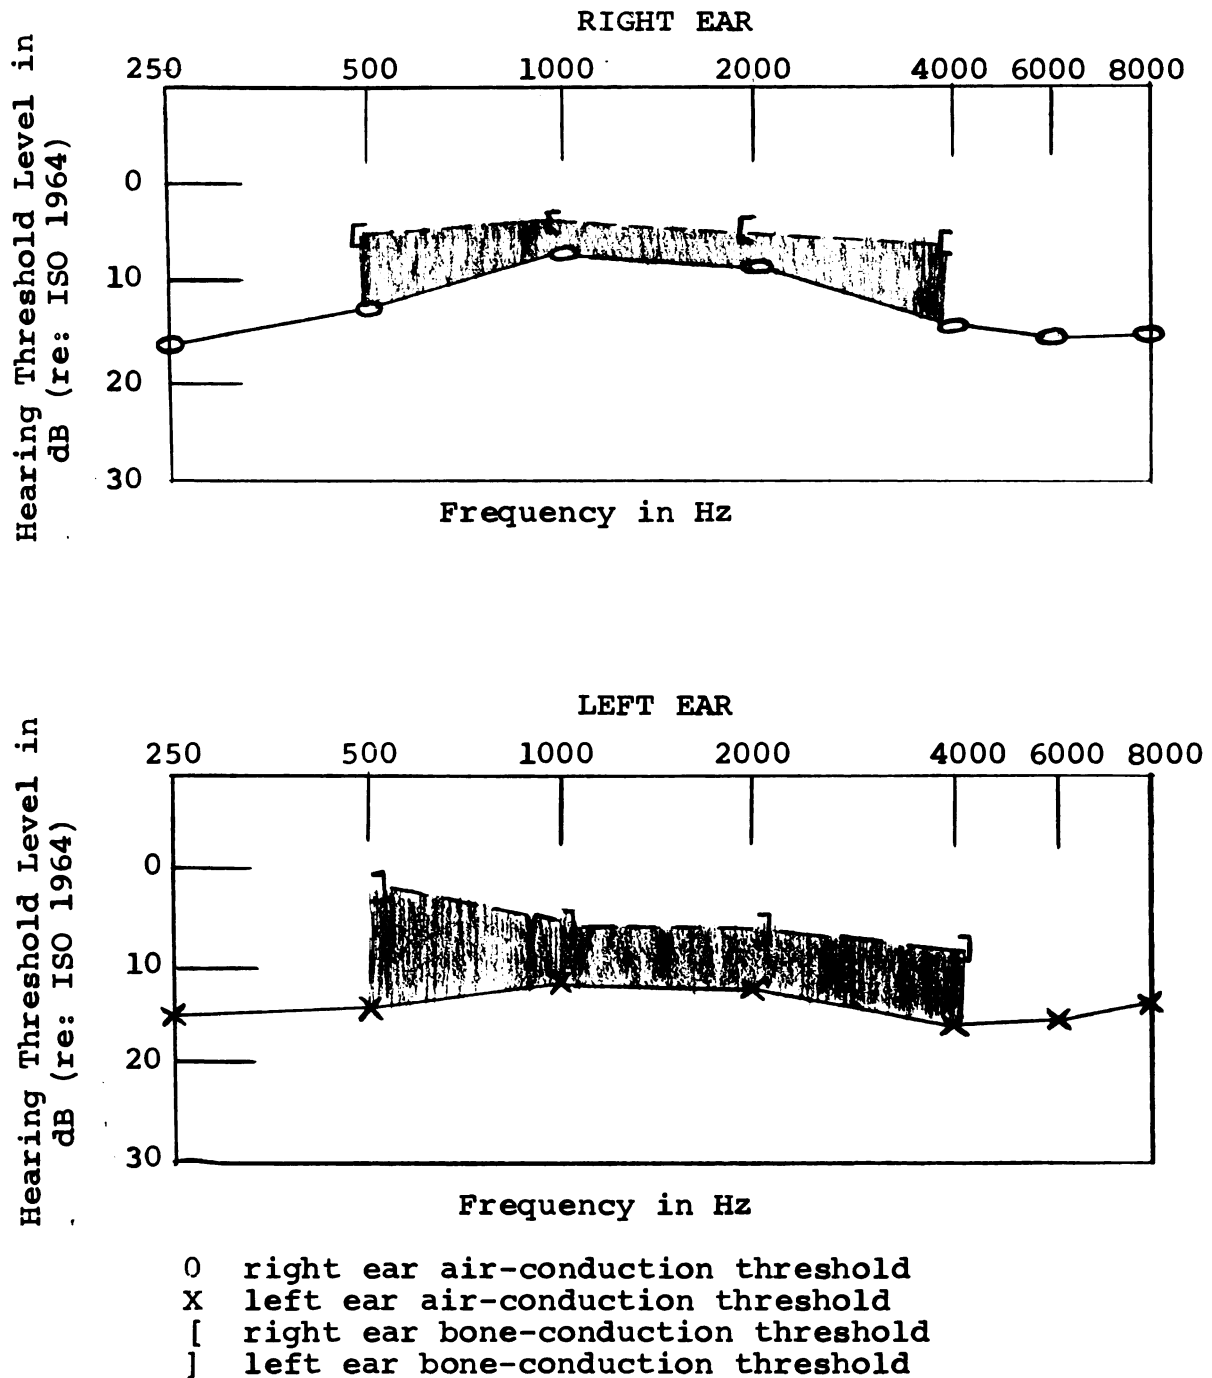 RIGHT EAR
250 500 1000 2000 4000 6000 8000
Hearing Threshold Level in
dB (re: ISO 1964)
0
10
20
30
Frequency in Hz
LEFT EAR
250 500 1000 2000 4000 6000 8000
Hearing Threshold Level in
dB (re: ISO 1964)
0
10
20
30
Frequency in Hz
O right ear air-conduction threshold
X left ear air-conduction threshold
[ right ear bone-conduction threshold
] left ear bone-conduction threshold